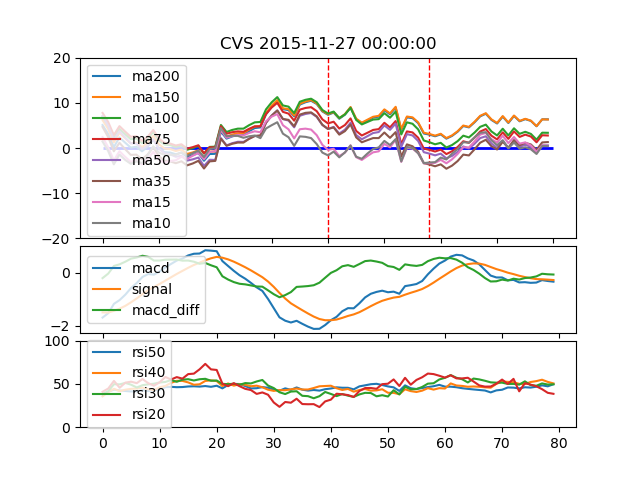 CVS 2015-11-27 00:00:00
20
10
0
−10
−20
ma200
ma150
ma100
ma75
ma50
ma35
ma15
ma10
0
−2
macd
signal
macd_diff
100
50
0
rsi50
rsi40
rsi30
rsi20
0 10 20 30 40 50 60 70 80